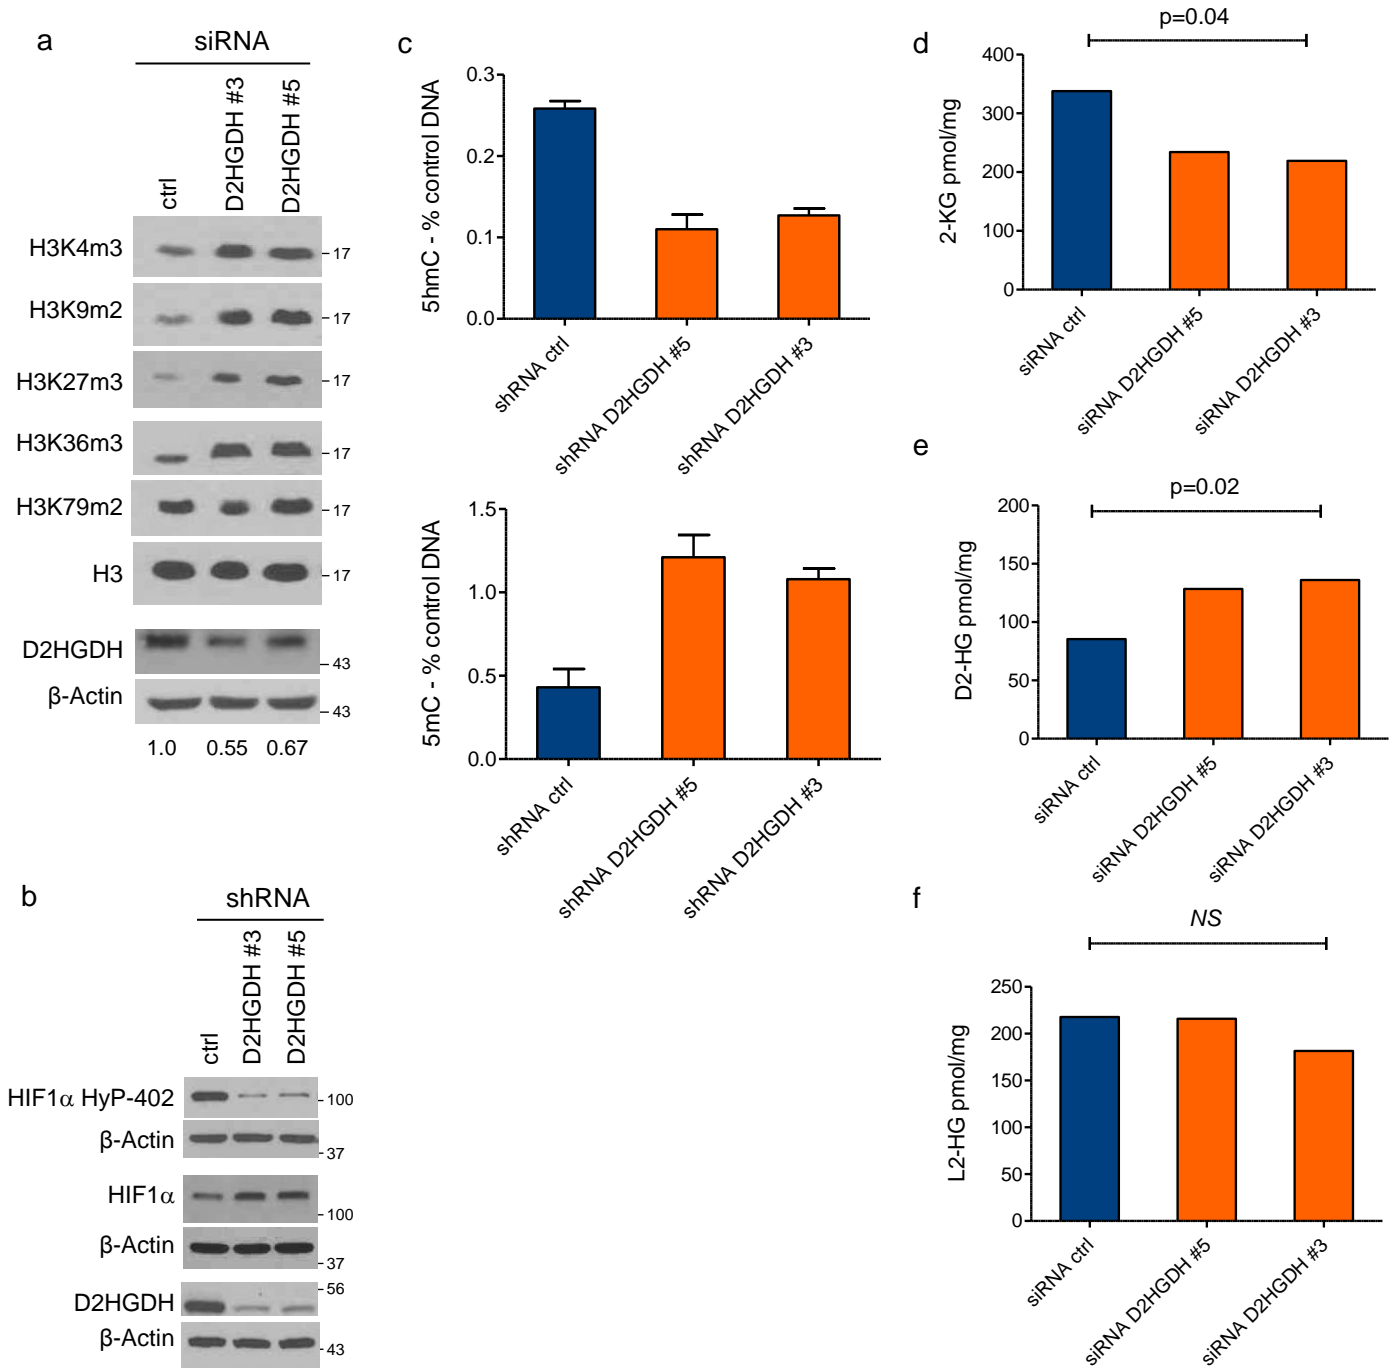 a
siRNA
ctrl
D2HGDH #3
D2HGDH #5
H3K4m3
17
H3K9m2
17
H3K27m3
17
H3K36m3
17
H3K79m2
17
H3
17
D2HGDH
43
β-Actin
43
1.0 0.55 0.67
b
shRNA
ctrl
D2HGDH #3
D2HGDH #5
HIF1α HyP-402
100
β-Actin
37
HIF1α
100
β-Actin
37
56
D2HGDH
β-Actin
43
c
5hmC - % control DNA
0.3
0.2
0.1
0.0
shRNA ctrl
shRNA D2HGDH #5
shRNA D2HGDH #3
5mC - % control DNA
1.5
1.0
0.5
0.0
shRNA ctrl
shRNA D2HGDH #5
shRNA D2HGDH #3
d
p=0.04
2-KG pmol/mg
400
300
200
100
0
siRNA ctrl
siRNA D2HGDH #5
siRNA D2HGDH #3
e
p=0.02
D2-HG pmol/mg
200
150
100
50
0
siRNA ctrl
siRNA D2HGDH #5
siRNA D2HGDH #3
f
NS
L2-HG pmol/mg
250
200
150
100
50
0
siRNA ctrl
siRNA D2HGDH #5
siRNA D2HGDH #3